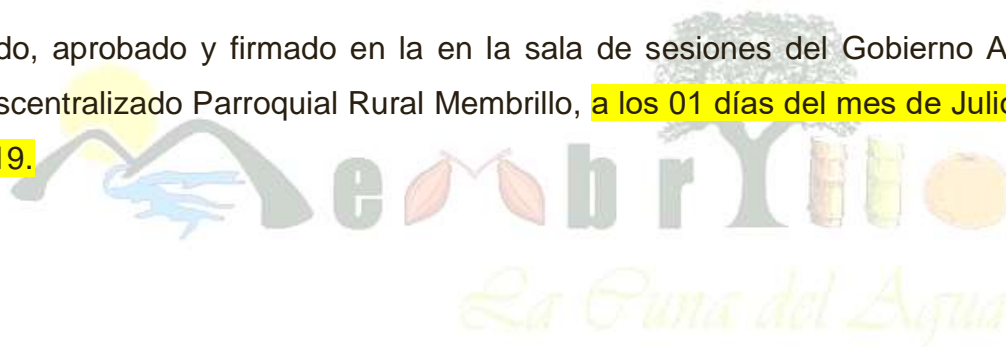 do, aprobado y firmado en la en la sala de sesiones del Gobierno A
scentralizado Parroquial Rural Membrillo, a los 01 días del mes de Julio
19.
Membrillo
La Cuna del Agua